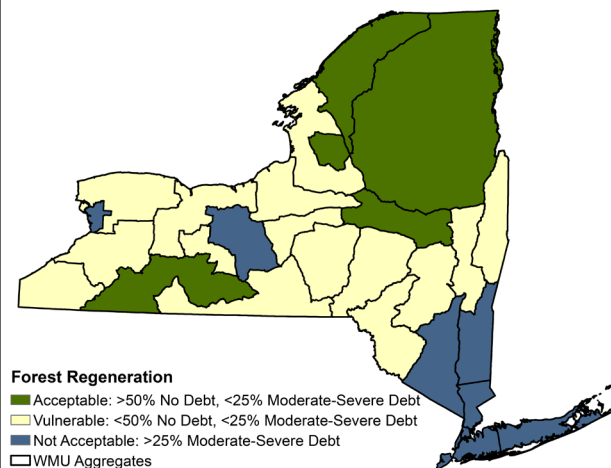 Forest Regeneration
Acceptable: >50% No Debt, <25% Moderate-Severe Debt
Vulnerable: <50% No Debt, <25% Moderate-Severe Debt
Not Acceptable: >25% Moderate-Severe Debt
WMU Aggregates